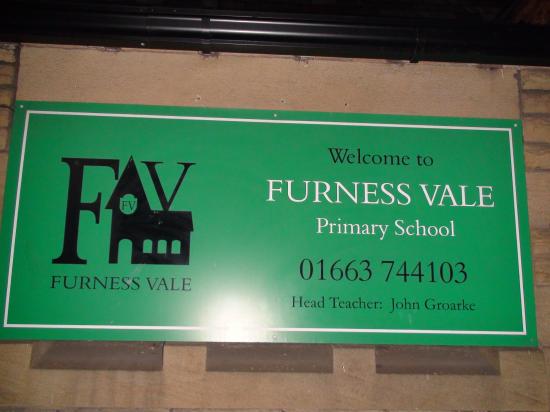 FV
FV
FURNESS VALE
Welcome to
FURNESS VALE
Primary School
01663 744103
Head Teacher: John Groarke